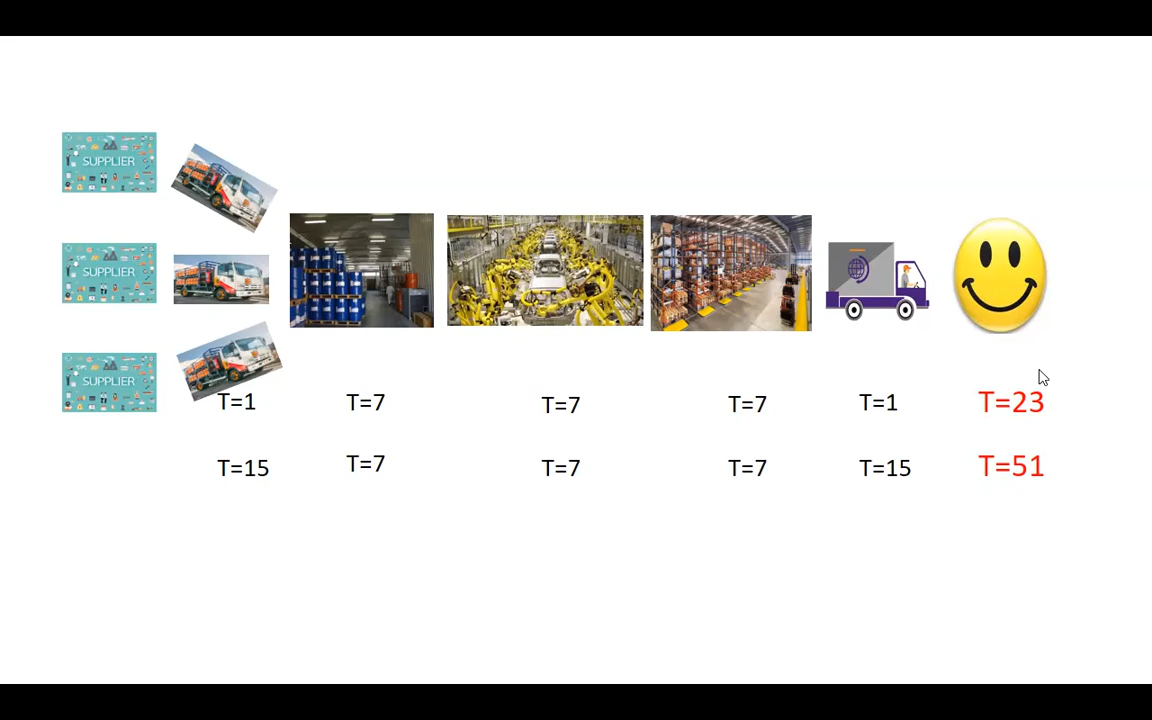 SUPPLIER
SUPPLIER
SUPPLIER
T=1 T=7 T=7 T=7 T=1 T=23
T=15 T=7 T=7 T=7 T=15 T=51